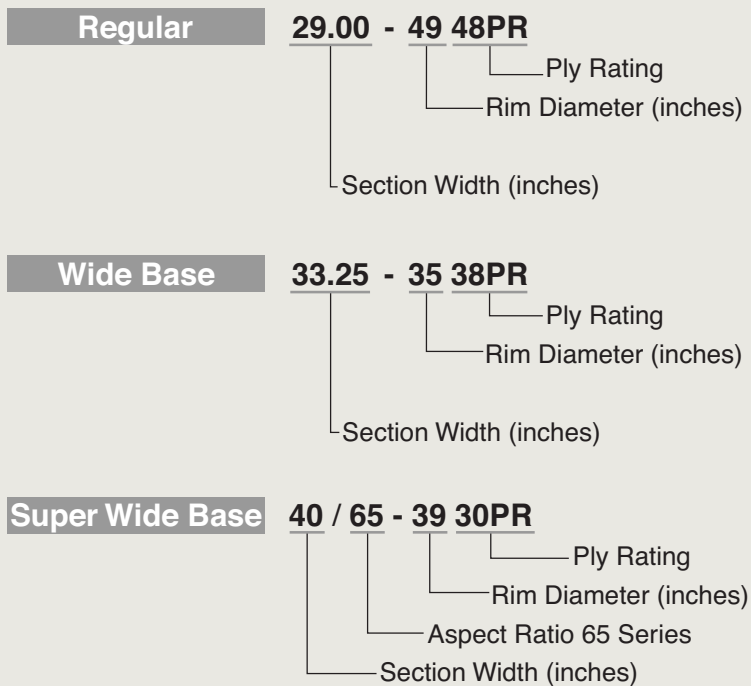 Regular 29.00 - 49 48PR
Ply Rating
Rim Diameter (inches)
Section Width (inches)
Wide Base 33.25 - 35 38PR
Ply Rating
Rim Diameter (inches)
Section Width (inches)
Super Wide Base 40 / 65 - 39 30PR
Ply Rating
Rim Diameter (inches)
Aspect Ratio 65 Series
Section Width (inches)